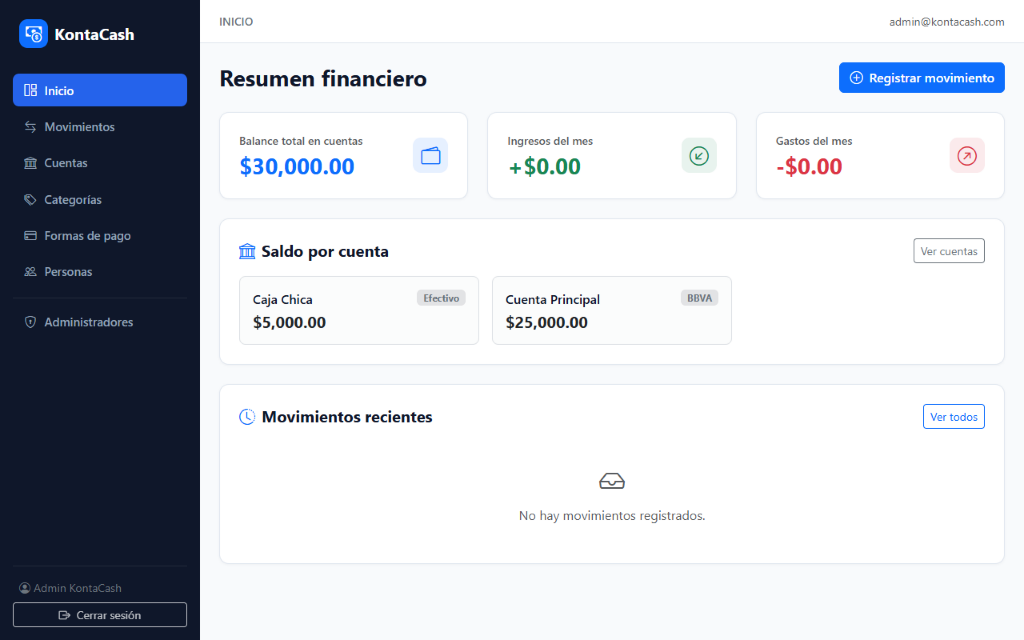 KontaCash
Inicio
Movimientos
Cuentas
Categorías
Formas de pago
Personas
Administradores
Admin KontaCash
Cerrar sesión
INICIO
admin@kontacash.com
Resumen financiero
Registrar movimiento
Balance total en cuentas
$30,000.00
Ingresos del mes
+$0.00
Gastos del mes
-$0.00
Saldo por cuenta
Ver cuentas
Caja Chica
Efectivo
$5,000.00
Cuenta Principal
BBVA
$25,000.00
Movimientos recientes
Ver todos
No hay movimientos registrados.